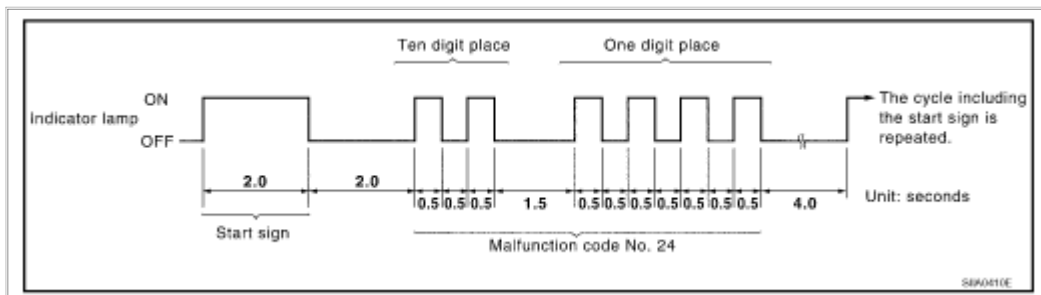 Ten digit place
One digit place
ON
Indicator lamp
OFF
The cycle including
the start sign is
repeated.
2.0
2.0
0.5 0.5 0.5
1.5
0.5 0.5 0.5 0.5 0.5 0.5 0.5
4.0
Unit: seconds
Start sign
Malfunction code No. 24
SIIA0410E